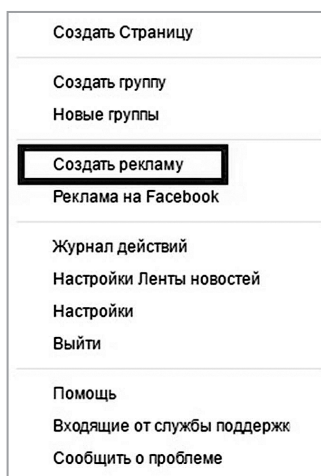 Создать Страницу
Создать группу
Новые группы
Создать рекламу
Реклама на Facebook
Журнал действий
Настройки Ленты новостей
Настройки
Выйти
Помощь
Входящие от службы поддержк
Сообщить о проблеме